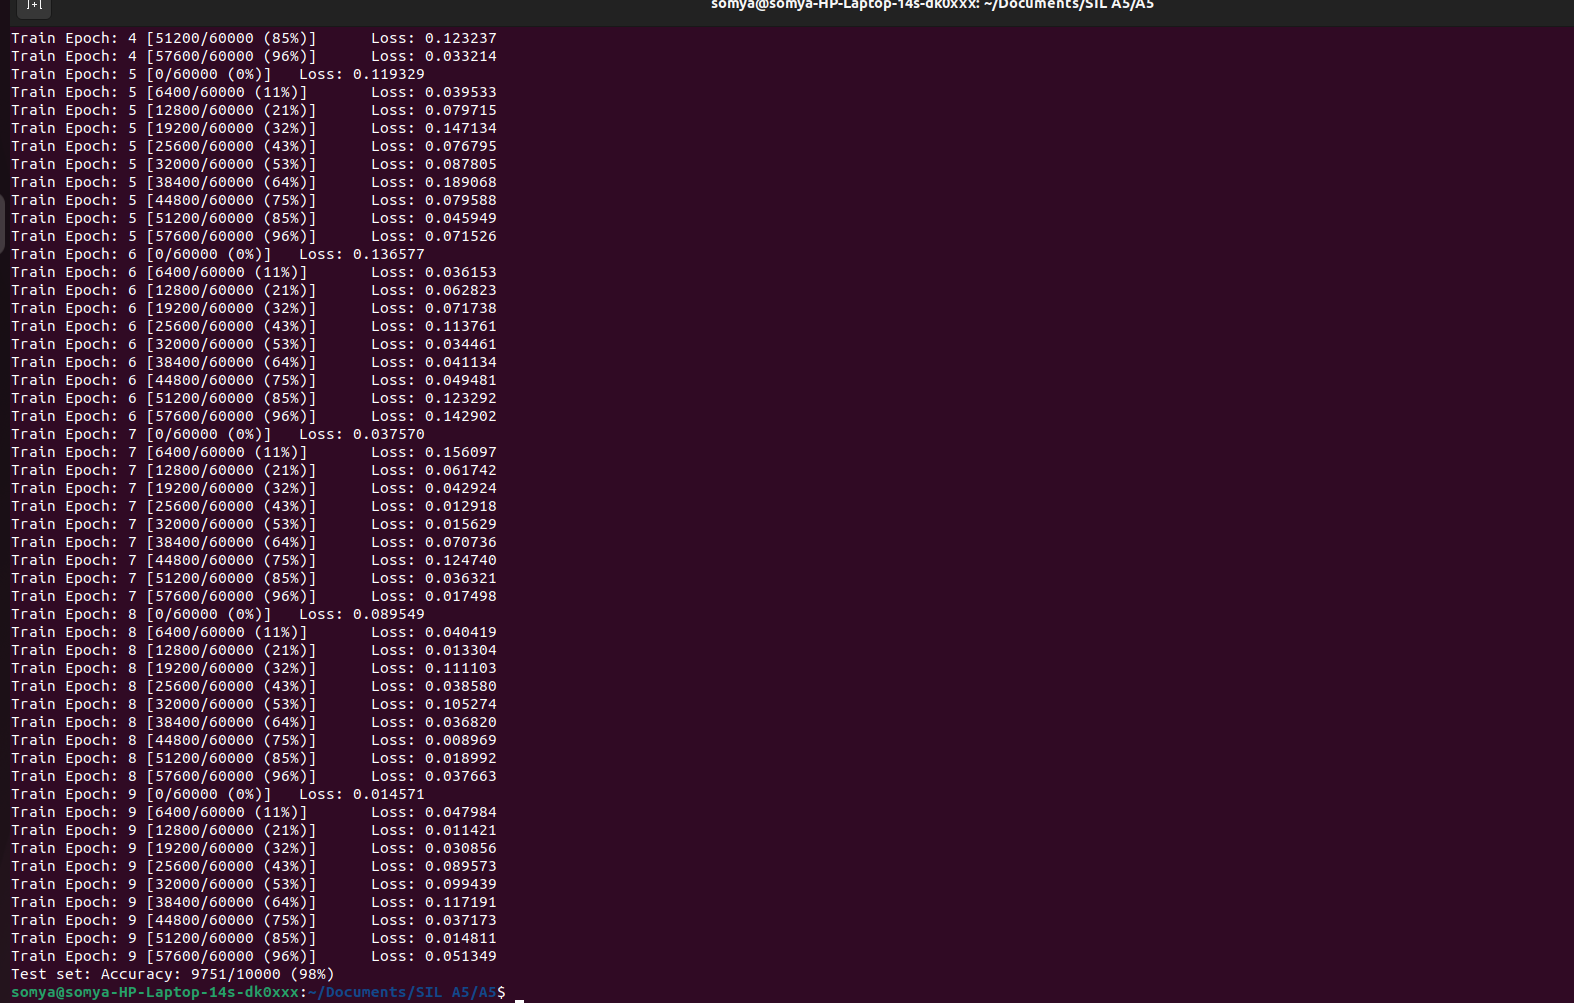 somya@somya-HP-Laptop-14s-dk0xxx: ~/Documents/SIL A5/A5
Train Epoch: 4 [51200/60000 (85%)]	Loss: 0.123237
Train Epoch: 4 [57600/60000 (96%)]	Loss: 0.033214
Train Epoch: 5 [0/60000 (0%)]	Loss: 0.119329
Train Epoch: 5 [6400/60000 (11%)]	Loss: 0.039533
Train Epoch: 5 [12800/60000 (21%)]	Loss: 0.079715
Train Epoch: 5 [19200/60000 (32%)]	Loss: 0.147134
Train Epoch: 5 [25600/60000 (43%)]	Loss: 0.076795
Train Epoch: 5 [32000/60000 (53%)]	Loss: 0.087805
Train Epoch: 5 [38400/60000 (64%)]	Loss: 0.189068
Train Epoch: 5 [44800/60000 (75%)]	Loss: 0.079588
Train Epoch: 5 [51200/60000 (85%)]	Loss: 0.045949
Train Epoch: 5 [57600/60000 (96%)]	Loss: 0.071526
Train Epoch: 6 [0/60000 (0%)]	Loss: 0.136577
Train Epoch: 6 [6400/60000 (11%)]	Loss: 0.036153
Train Epoch: 6 [12800/60000 (21%)]	Loss: 0.062823
Train Epoch: 6 [19200/60000 (32%)]	Loss: 0.071738
Train Epoch: 6 [25600/60000 (43%)]	Loss: 0.113761
Train Epoch: 6 [32000/60000 (53%)]	Loss: 0.034461
Train Epoch: 6 [38400/60000 (64%)]	Loss: 0.041134
Train Epoch: 6 [44800/60000 (75%)]	Loss: 0.049481
Train Epoch: 6 [51200/60000 (85%)]	Loss: 0.123292
Train Epoch: 6 [57600/60000 (96%)]	Loss: 0.142902
Train Epoch: 7 [0/60000 (0%)]	Loss: 0.037570
Train Epoch: 7 [6400/60000 (11%)]	Loss: 0.156097
Train Epoch: 7 [12800/60000 (21%)]	Loss: 0.061742
Train Epoch: 7 [19200/60000 (32%)]	Loss: 0.042924
Train Epoch: 7 [25600/60000 (43%)]	Loss: 0.012918
Train Epoch: 7 [32000/60000 (53%)]	Loss: 0.015629
Train Epoch: 7 [38400/60000 (64%)]	Loss: 0.070736
Train Epoch: 7 [44800/60000 (75%)]	Loss: 0.124740
Train Epoch: 7 [51200/60000 (85%)]	Loss: 0.036321
Train Epoch: 7 [57600/60000 (96%)]	Loss: 0.017498
Train Epoch: 8 [0/60000 (0%)]	Loss: 0.089549
Train Epoch: 8 [6400/60000 (11%)]	Loss: 0.040419
Train Epoch: 8 [12800/60000 (21%)]	Loss: 0.013304
Train Epoch: 8 [19200/60000 (32%)]	Loss: 0.111103
Train Epoch: 8 [25600/60000 (43%)]	Loss: 0.038580
Train Epoch: 8 [32000/60000 (53%)]	Loss: 0.105274
Train Epoch: 8 [38400/60000 (64%)]	Loss: 0.036820
Train Epoch: 8 [44800/60000 (75%)]	Loss: 0.008969
Train Epoch: 8 [51200/60000 (85%)]	Loss: 0.018992
Train Epoch: 8 [57600/60000 (96%)]	Loss: 0.037663
Train Epoch: 9 [0/60000 (0%)]	Loss: 0.014571
Train Epoch: 9 [6400/60000 (11%)]	Loss: 0.047984
Train Epoch: 9 [12800/60000 (21%)]	Loss: 0.011421
Train Epoch: 9 [19200/60000 (32%)]	Loss: 0.030856
Train Epoch: 9 [25600/60000 (43%)]	Loss: 0.089573
Train Epoch: 9 [32000/60000 (53%)]	Loss: 0.099439
Train Epoch: 9 [38400/60000 (64%)]	Loss: 0.117191
Train Epoch: 9 [44800/60000 (75%)]	Loss: 0.037173
Train Epoch: 9 [51200/60000 (85%)]	Loss: 0.014811
Train Epoch: 9 [57600/60000 (96%)]	Loss: 0.051349
Test set: Accuracy: 9751/10000 (98%)
somya@somya-HP-Laptop-14s-dk0xxx:~/Documents/SIL A5/A5$